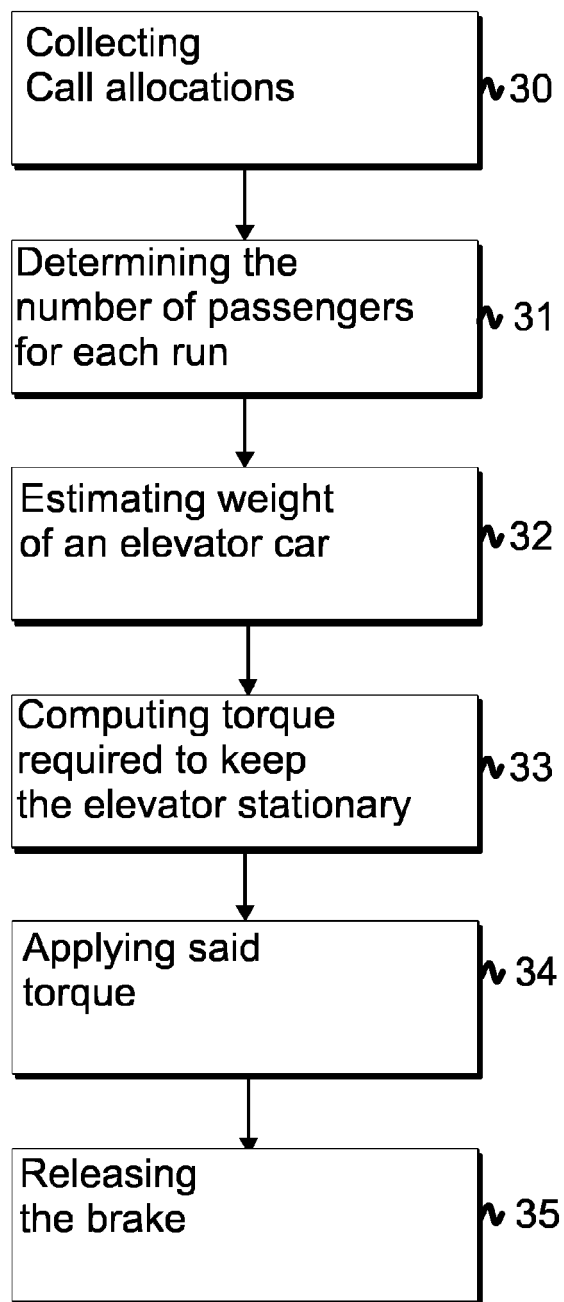 Collecting
Call allocations
30
Determining the
number of passengers
for each run
31
Estimating weight
of an elevator car
32
Computing torque
required to keep
the elevator stationary
33
Applying said
torque
34
Releasing
the brake
35